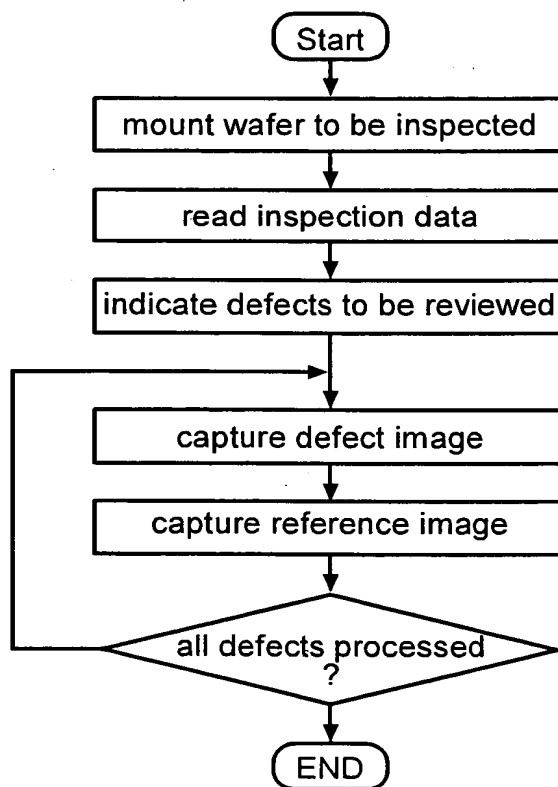 Start
mount wafer to be inspected
read inspection data
indicate defects to be reviewed
capture defect image
capture reference image
all defects processed
?
END